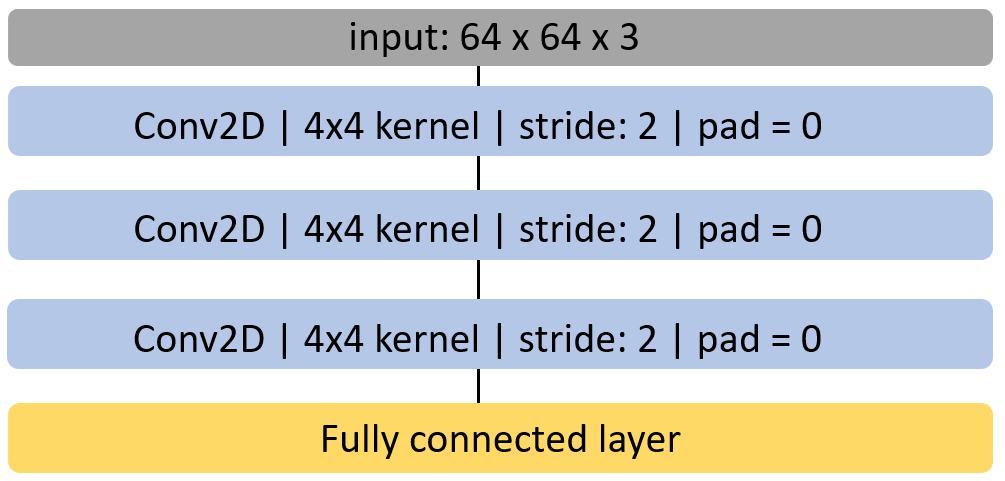 input: 64 x 64 x 3
Conv2D | 4x4 kernel | stride: 2 | pad = 0
Conv2D | 4x4 kernel | stride: 2 | pad = 0
Conv2D | 4x4 kernel | stride: 2 | pad = 0
Fully connected layer